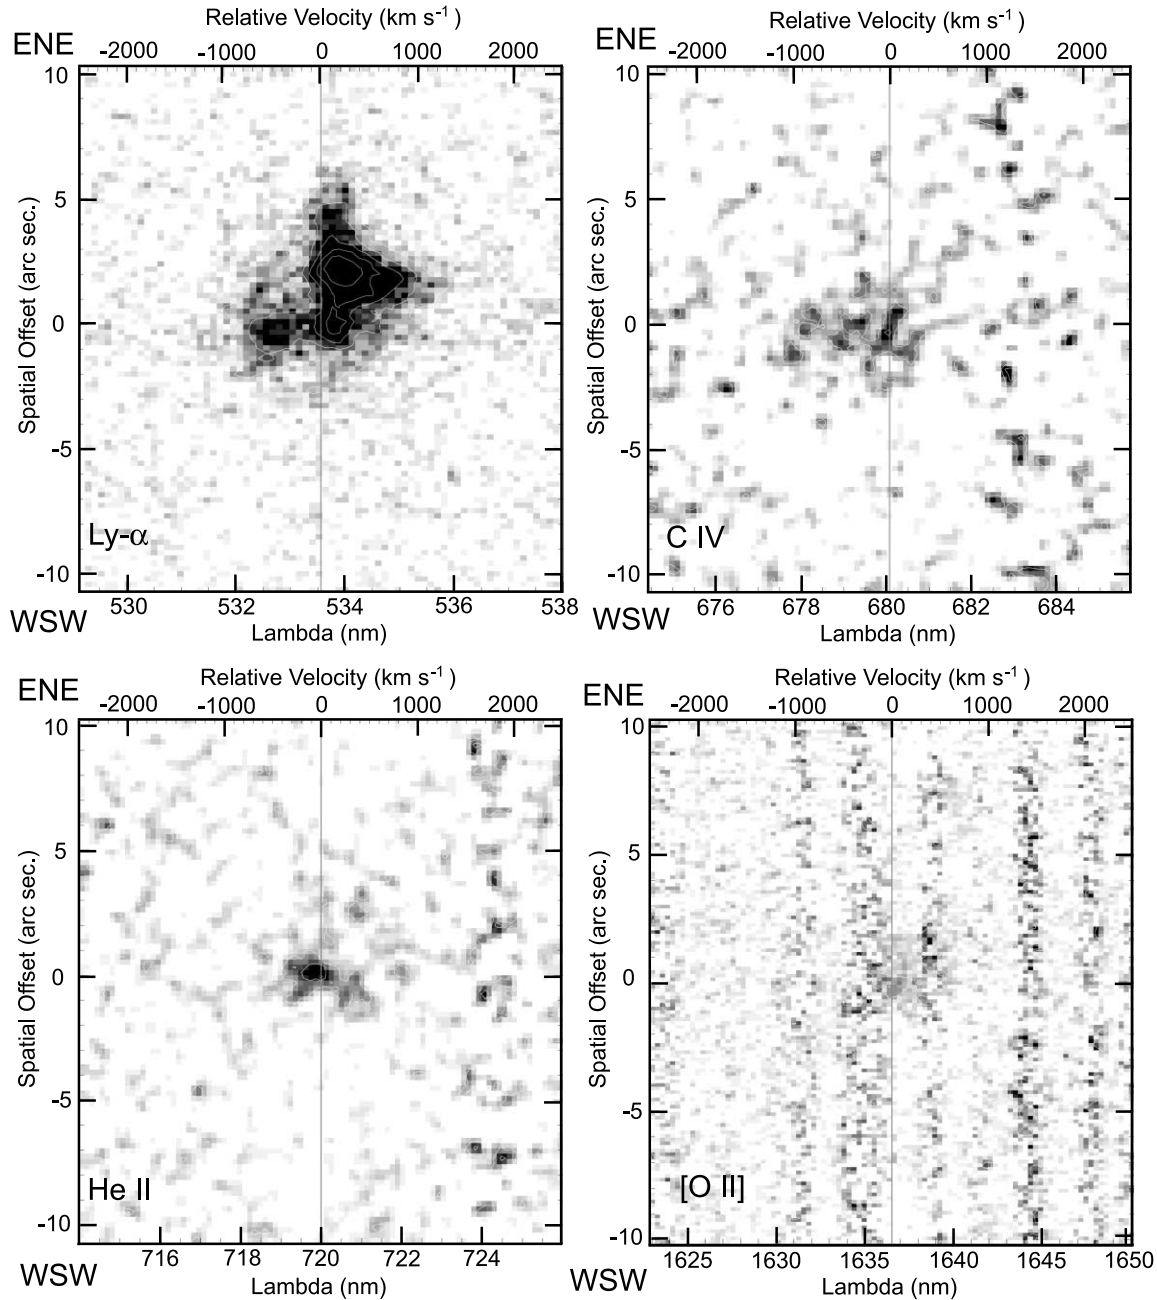 Relative Velocity (km s⁻¹)
ENE
-2000 -1000 0 1000 2000
10
5
0
-5
-10
Spatial Offset (arc sec.)
Ly-α
530 532 534 536 538
WSW
Lambda (nm)
Relative Velocity (km s⁻¹)
ENE
-2000 -1000 0 1000 2000
10
5
0
-5
-10
Spatial Offset (arc sec.)
C IV
676 678 680 682 684
WSW
Lambda (nm)
Relative Velocity (km s⁻¹)
ENE
-2000 -1000 0 1000 2000
10
5
0
-5
-10
Spatial Offset (arc sec.)
He II
716 718 720 722 724
WSW
Lambda (nm)
Relative Velocity (km s⁻¹)
ENE
-2000 -1000 0 1000 2000
10
5
0
-5
-10
Spatial Offset (arc sec.)
[O II]
1625 1630 1635 1640 1645 1650
WSW
Lambda (nm)